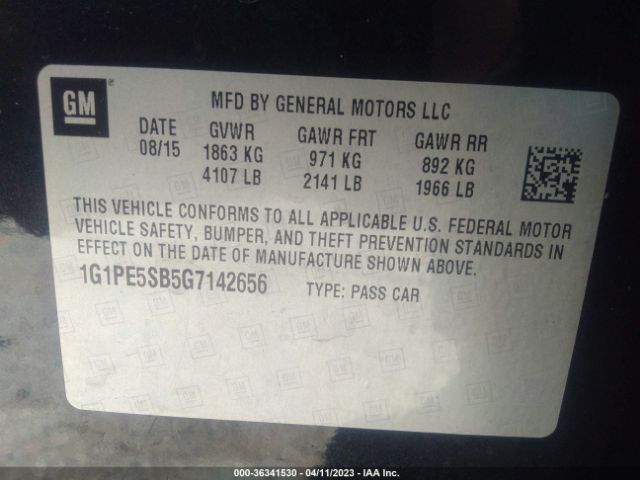 GM
MFD BY GENERAL MOTORS LLC
DATE GVWR GAWR FRT GAWR RR
08/15 1863 KG 971 KG 892 KG
4107 LB 2141 LB 1966 LB
THIS VEHICLE CONFORMS TO ALL APPLICABLE U.S. FEDERAL MOTOR
VEHICLE SAFETY, BUMPER, AND THEFT PREVENTION STANDARDS IN
EFFECT ON THE DATE OF MANUFACTURE SHOWN ABOVE.
1G1PE5SB5G7142656 TYPE: PASS CAR
000-36341530 - 04/11/2023 - IAA Inc.